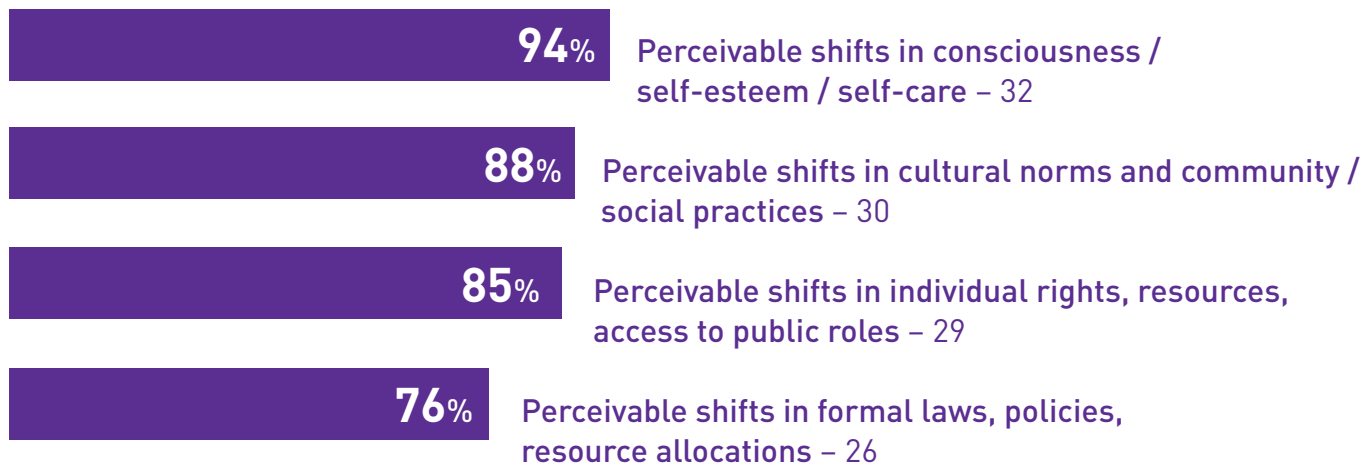 94% Perceivable shifts in consciousness /
self-esteem / self-care – 32
88% Perceivable shifts in cultural norms and community /
social practices – 30
85% Perceivable shifts in individual rights, resources,
access to public roles – 29
76% Perceivable shifts in formal laws, policies,
resource allocations – 26